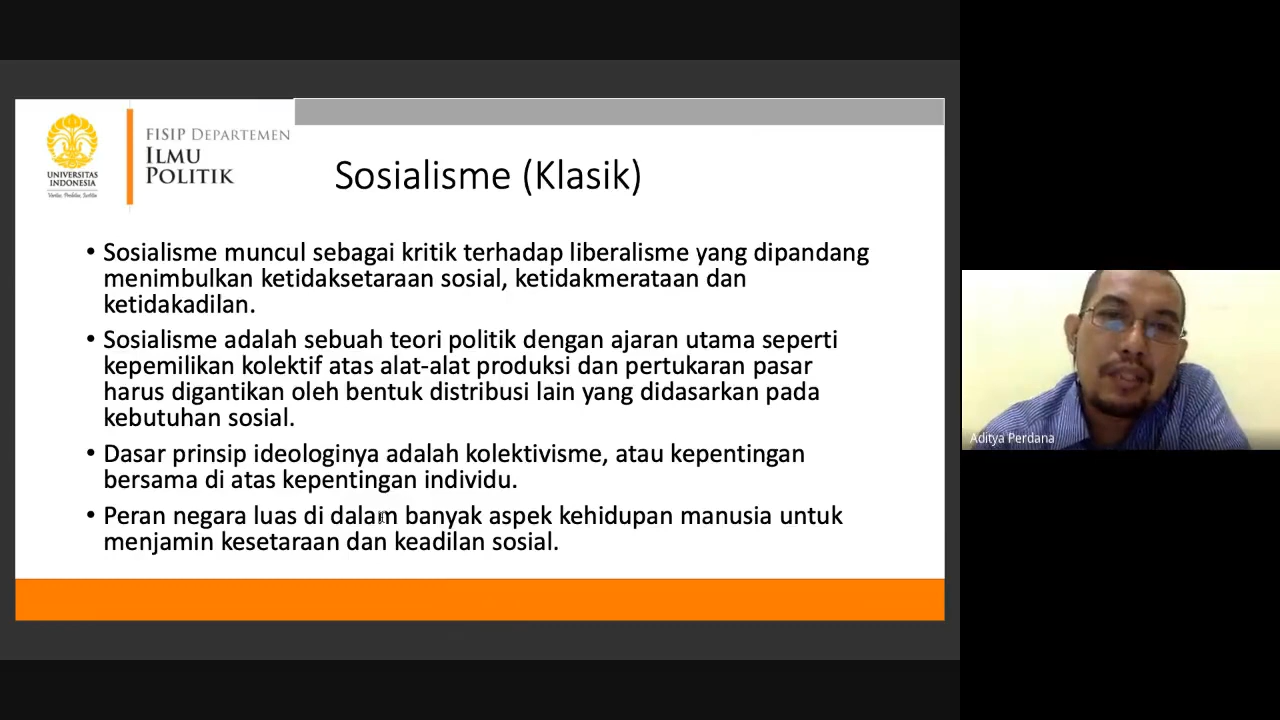 UNIVERSITAS
INDONESIA
Veritas, Probitas, Iustitia
FISIP DEPARTEMEN
ILMU
POLITIK
Sosialisme (Klasik)
• Sosialisme muncul sebagai kritik terhadap liberalisme yang dipandang
menimbulkan ketidaksetaraan sosial, ketidakmerataan dan
ketidakadilan.
• Sosialisme adalah sebuah teori politik dengan ajaran utama seperti
kepemilikan kolektif atas alat-alat produksi dan pertukaran pasar
harus digantikan oleh bentuk distribusi lain yang didasarkan pada
kebutuhan sosial.
• Dasar prinsip ideologinya adalah kolektivisme, atau kepentingan
bersama di atas kepentingan individu.
• Peran negara luas di dalam banyak aspek kehidupan manusia untuk
menjamin kesetaraan dan keadilan sosial.
Aditya Perdana